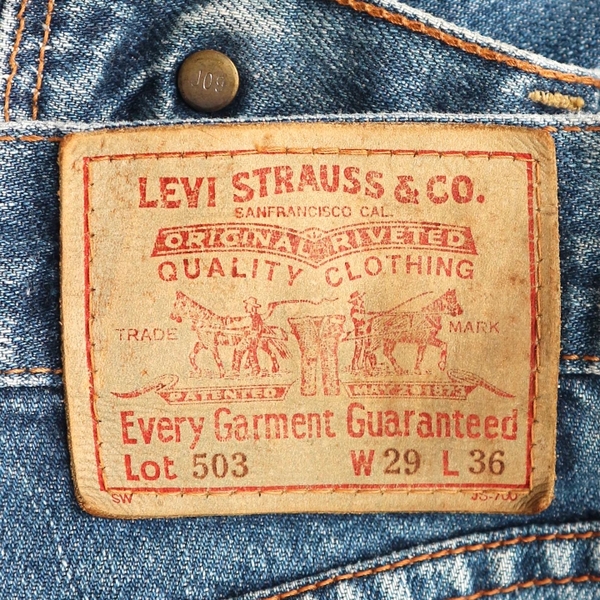 109
LEVI STRAUSS & CO.
SANFRANCISCO CAL.
ORIGINAL RIVETED
QUALITY CLOTHING
TRADE MARK
PATENTED MAY 20 1873
Every Garment Guaranteed
Lot 503 W 29 L 36
SW